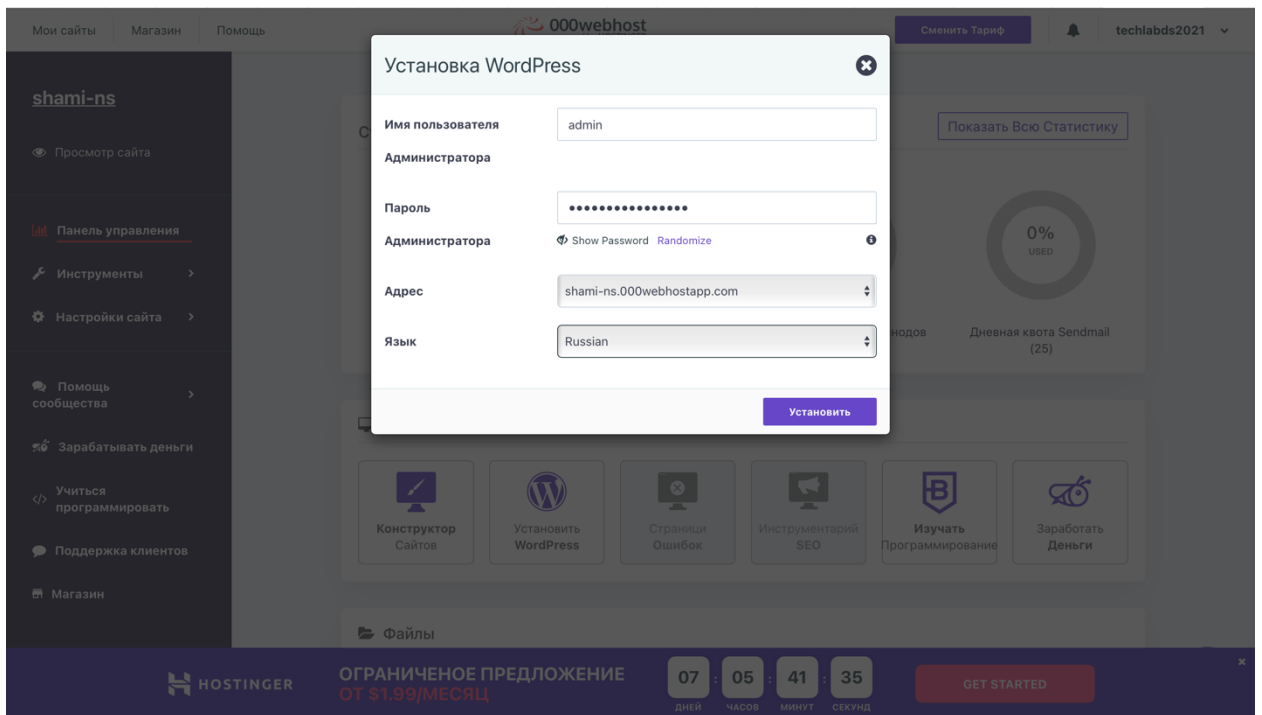 Мои сайты Магазин Помощь 000webhost Сменить Тариф techlabds2021
Установка WordPress
shami-ns
Просмотр сайта
Панель управления
Инструменты
Настройки сайта
Помощь
сообщества
Зарабатывать деньги
Учиться
программировать
Поддержка клиентов
Магазин
Имя пользователя
Администратора
admin
Пароль
Администратора
••••••••••••••••
Show Password Randomize
Адрес
shami-ns.000webhostapp.com
Язык
Russian
Установить
Показать Всю Статистику
0%
USED
нодов
Дневная квота Sendmail
(25)
Конструктор
Сайтов
Установить
WordPress
Страници
Ошибок
Инструментарий
SEO
Изучать
Программирование
Заработать
Деньги
Файлы
HOSTINGER
ОГРАНИЧЕНОЕ ПРЕДЛОЖЕНИЕ
ОТ $1.99/МЕСЯЦ
07 : 05 : 41 : 35
ДНЕЙ ЧАСОВ МИНУТ СЕКУНД
GET STARTED